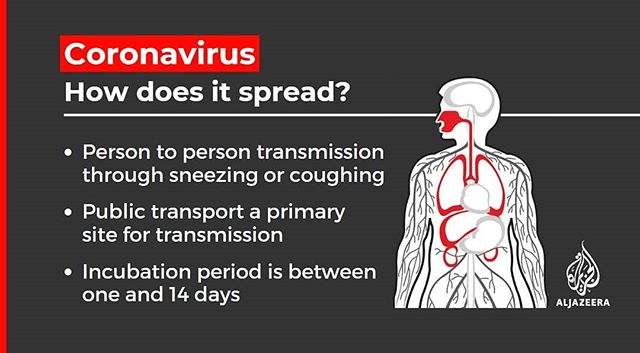 Coronavirus
How does it spread?
• Person to person transmission
through sneezing or coughing
• Public transport a primary
site for transmission
• Incubation period is between
one and 14 days
ALJAZEERA